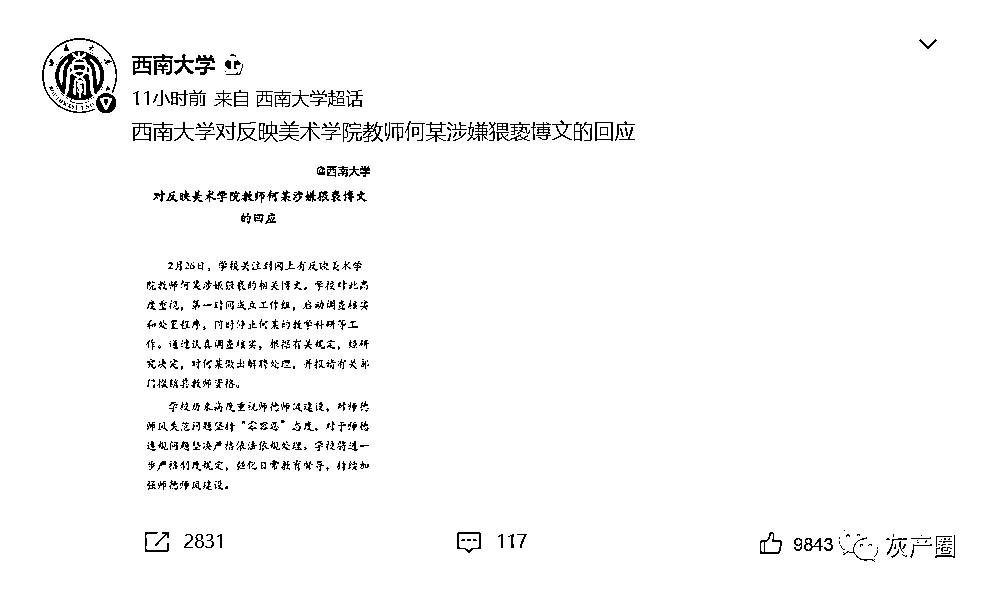 西南大学
11小时前 来自 西南大学超话
西南大学对反映美术学院教师何某涉嫌猥亵博文的回应
@西南大学
对反映美术学院教师何某涉嫌猥亵博文
的回应
2月26日，学校关注到网上有反映美术学
院教师何某涉嫌猥亵的相关博文。学校对此高
度重视，第一时间成立工作组，启动调查核实
和处置程序，同时停止何某的教学科研等工
作。通过认真调查核实，根据有关规定，经研
究决定，对何某做出解聘处理，并报请有关部
门撤销其教师资格。
学校历来高度重视师德师风建设，对师德
师风失范问题坚持“零容忍”态度，对于师德
违规问题坚决严格依法依规处理。学校将进一
步严格制度规定，强化日常教育督导，持续加
强师德师风建设。
2831
117
9843
灰产圈